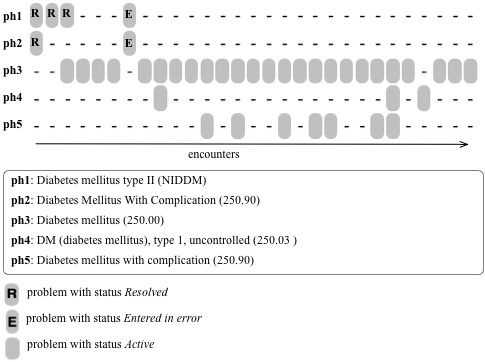 ph1 R R R - - - E - - - - - - - - - - - - - - - - - - - - - -
ph2 R - - - - - E - - - - - - - - - - - - - - - - - - - - - -
ph3 - - - -
ph4 - - - - - - - - - - - - - - - - - - - - - - - - - -
ph5 - - - - - - - - - - - - - - - - - - - - - -
encounters
ph1: Diabetes mellitus type II (NIDDM)
ph2: Diabetes Mellitus With Complication (250.90)
ph3: Diabetes mellitus (250.00)
ph4: DM (diabetes mellitus), type 1, uncontrolled (250.03 )
ph5: Diabetes mellitus with complication (250.90)
R problem with status Resolved
E problem with status Entered in error
problem with status Active